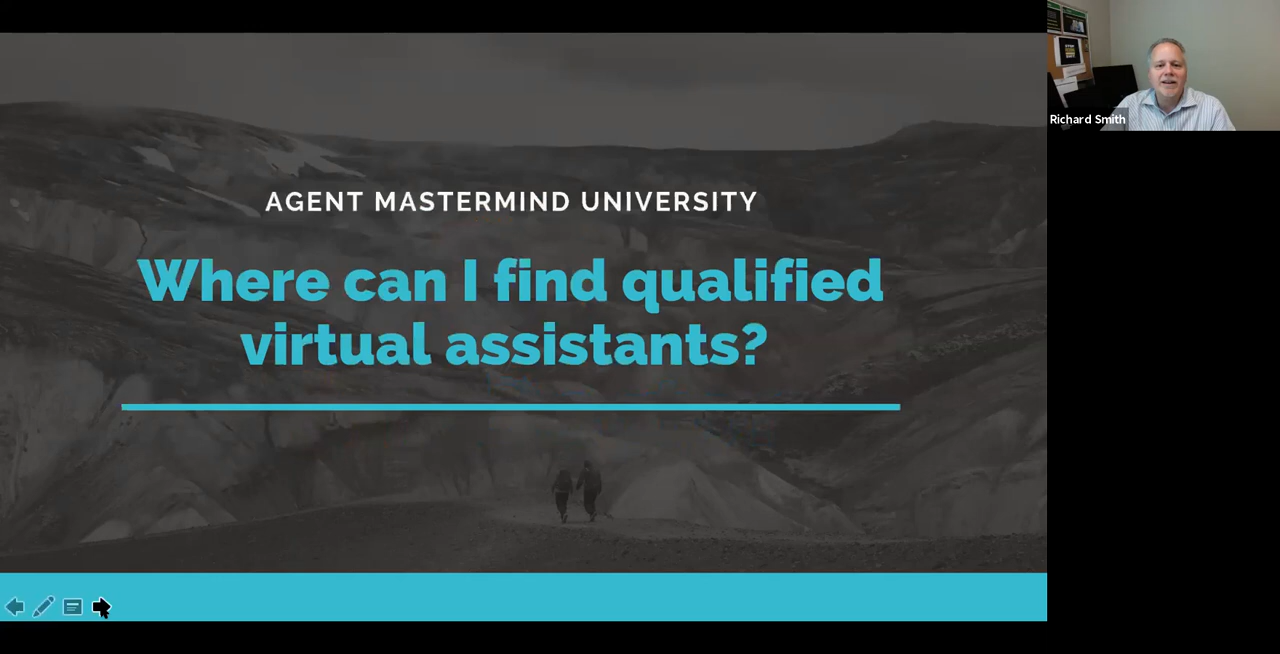 AGENT MASTERMIND UNIVERSITY
Where can I find qualified
virtual assistants?
Richard Smith